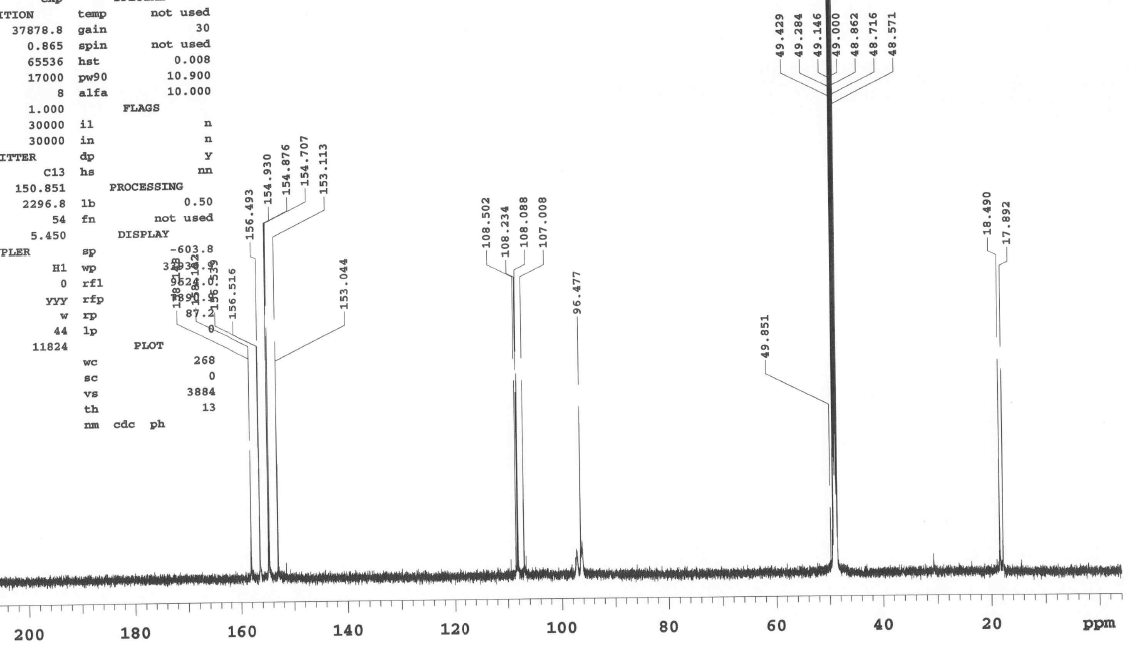 temp not used
37878.8 gain 30
0.865 spin not used
65536 hst 0.008
17000 pw90 10.900
8 alfa 10.000
1.000 FLAGS
30000 il n
30000 in n
dp y
C13 hs nn
150.851 PROCESSING
2296.8 lb 0.50
54 fn not used
5.450 DISPLAY
sp -603.8
H1 wp
0 rfl
yyy rfp
w rp 87.2
44 lp 0
11824 PLOT
wc 268
sc 0
vs 3884
th 13
nm cdc ph
156.539
156.516
156.493
154.930
154.876
154.707
153.113
153.044
108.502
108.234
108.088
107.008
96.477
49.851
49.429
49.284
49.146
49.000
48.862
48.716
48.571
18.490
17.892
200 180 160 140 120 100 80 60 40 20 ppm